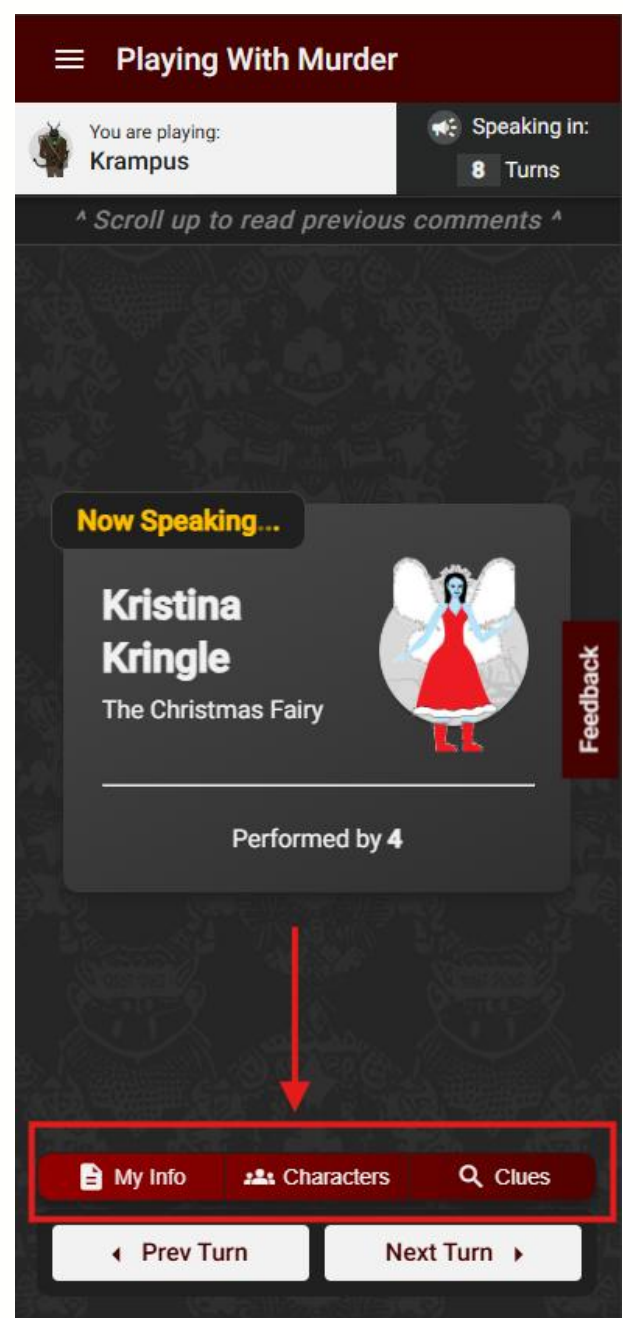 Playing With Murder
You are playing:
Krampus
Speaking in:
8 Turns
^ Scroll up to read previous comments ^
Now Speaking...
Kristina
Kringle
The Christmas Fairy
Feedback
Performed by 4
My Info
Characters
Clues
Prev Turn
Next Turn